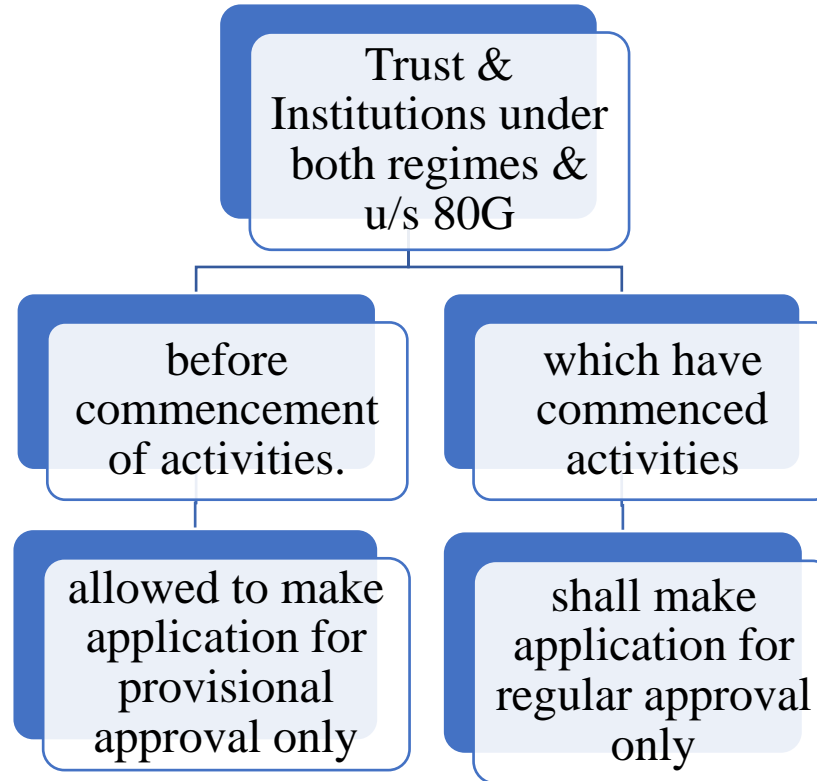 Trust &
Institutions under
both regimes &
u/s 80G
before
commencement
of activities.
which have
commenced
activities
allowed to make
application for
provisional
approval only
shall make
application for
regular approval
only